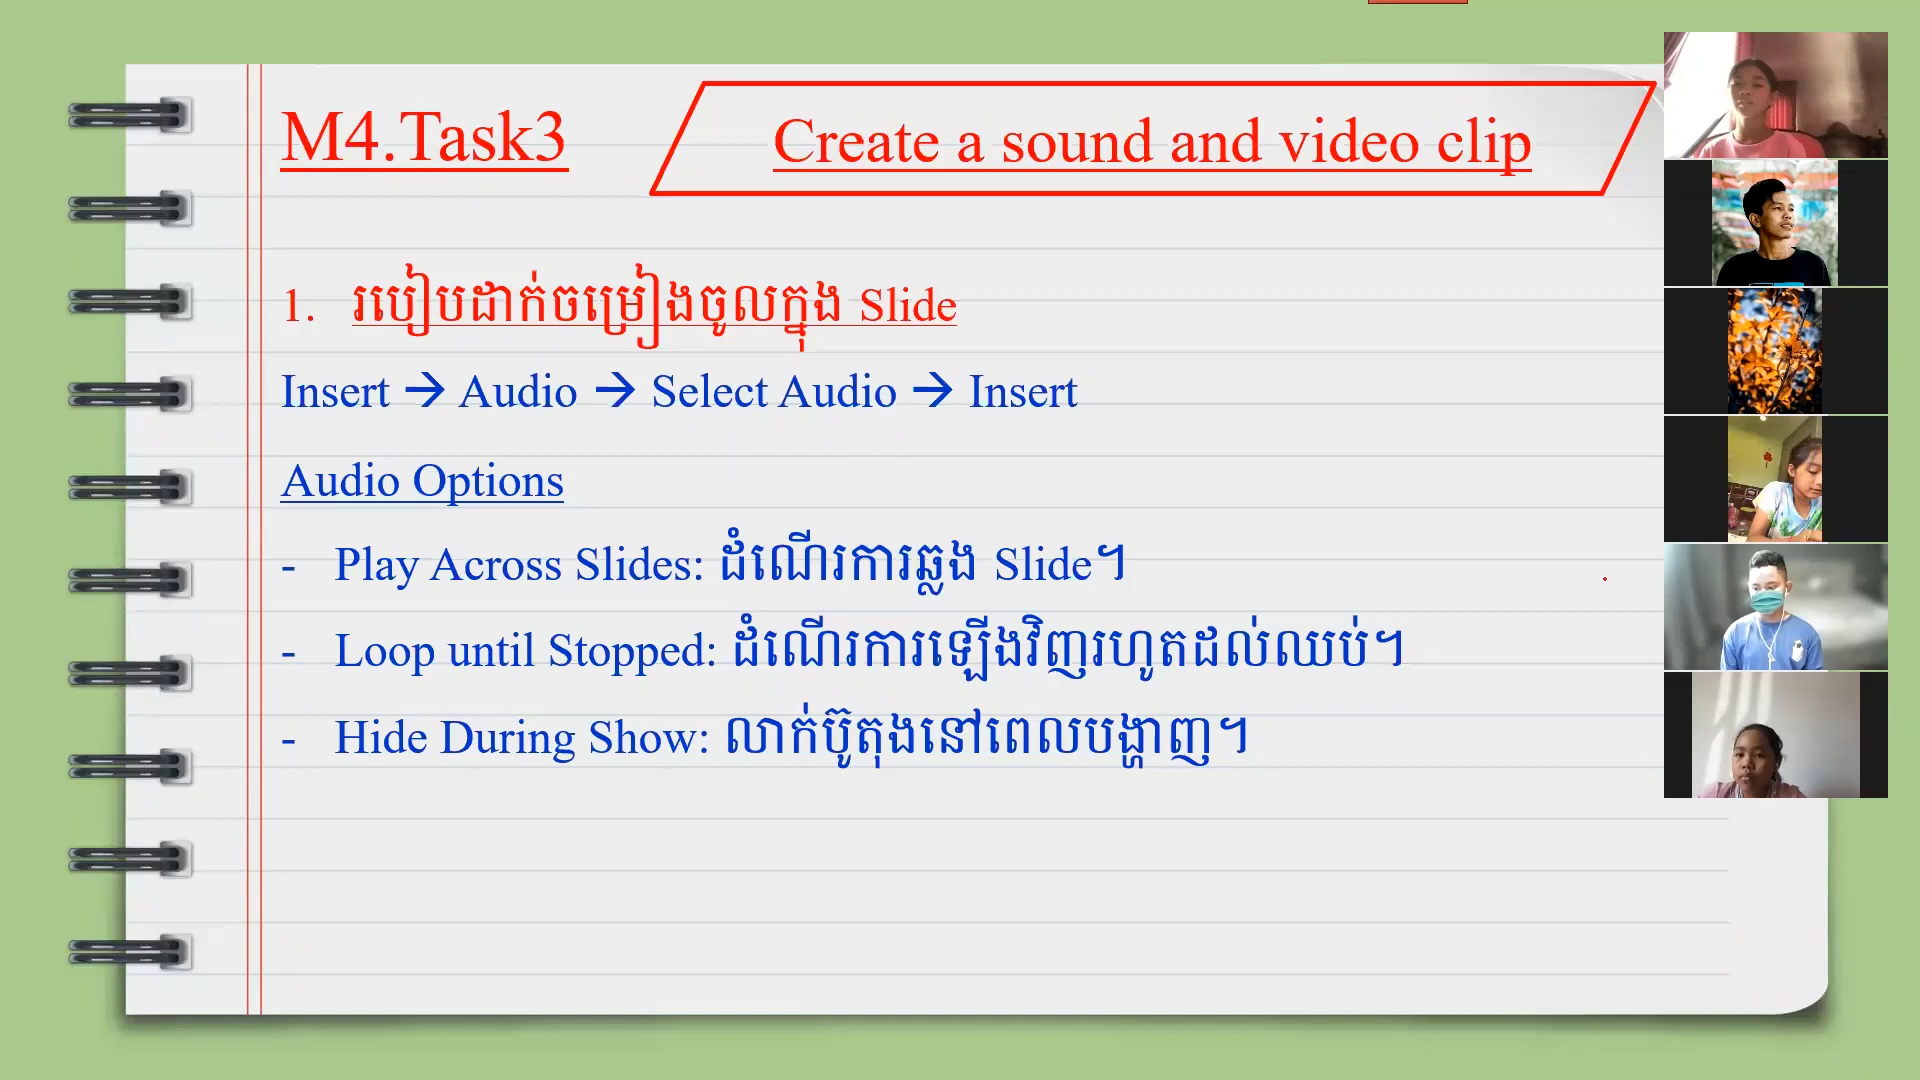 M4.Task3
Create a sound and video clip
1. របៀបដាក់ចម្រៀងចូលក្នុង Slide
Insert → Audio → Select Audio → Insert
Audio Options
- Play Across Slides: ដំណើរការឆ្លង Slide។
- Loop until Stopped: ដំណើរការឡើងវិញរហូតដល់ឈប់។
- Hide During Show: លាក់ប៊ូតុងនៅពេលបង្ហាញ។